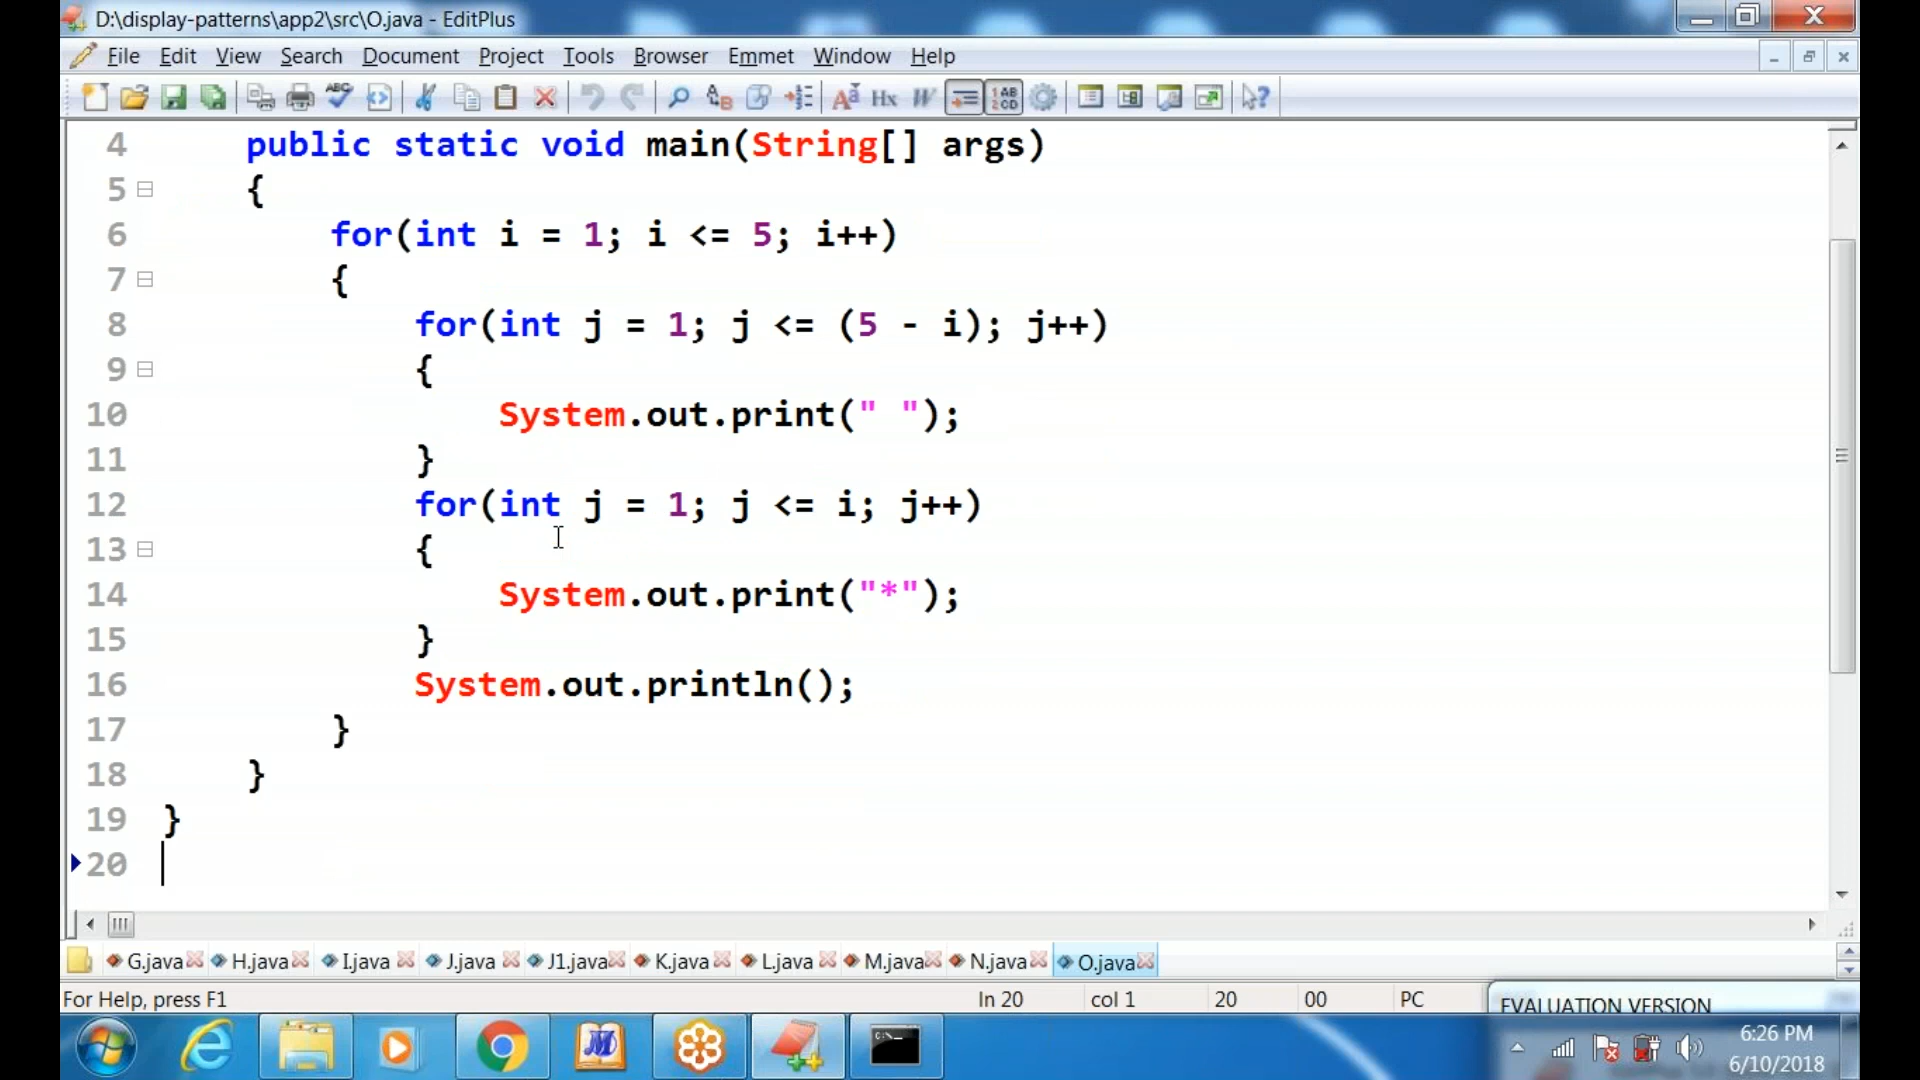 D:\display-patterns\app2\src\O.java - EditPlus
File Edit View Search Document Project Tools Browser Emmet Window Help
4 public static void main(String[] args)
5 {
6 for(int i = 1; i <= 5; i++)
7 {
8 for(int j = 1; j <= (5 - i); j++)
9 {
10 System.out.print(" ");
11 }
12 for(int j = 1; j <= i; j++)
13 {
14 System.out.print("*");
15 }
16 System.out.println();
17 }
18 }
19 }
20
G.java H.java I.java J.java J1.java K.java L.java M.java N.java O.java
For Help, press F1 ln 20 col 1 20 00 PC EVALUATION VERSION
6:26 PM
6/10/2018